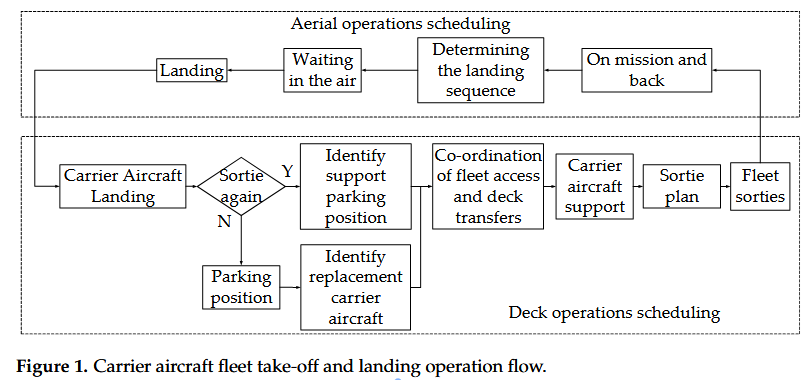 Aerial operations scheduling
Landing
Waiting
in the air
Determining
the landing
sequence
On mission and
back
Carrier Aircraft
Landing
Sortie
again
Y
N
Identify
support
parking
position
Parking
position
Identify
replacement
carrier
aircraft
Co-ordination
of fleet access
and deck
transfers
Carrier
aircraft
support
Sortie
plan
Fleet
sorties
Deck operations scheduling
Figure 1. Carrier aircraft fleet take-off and landing operation flow.